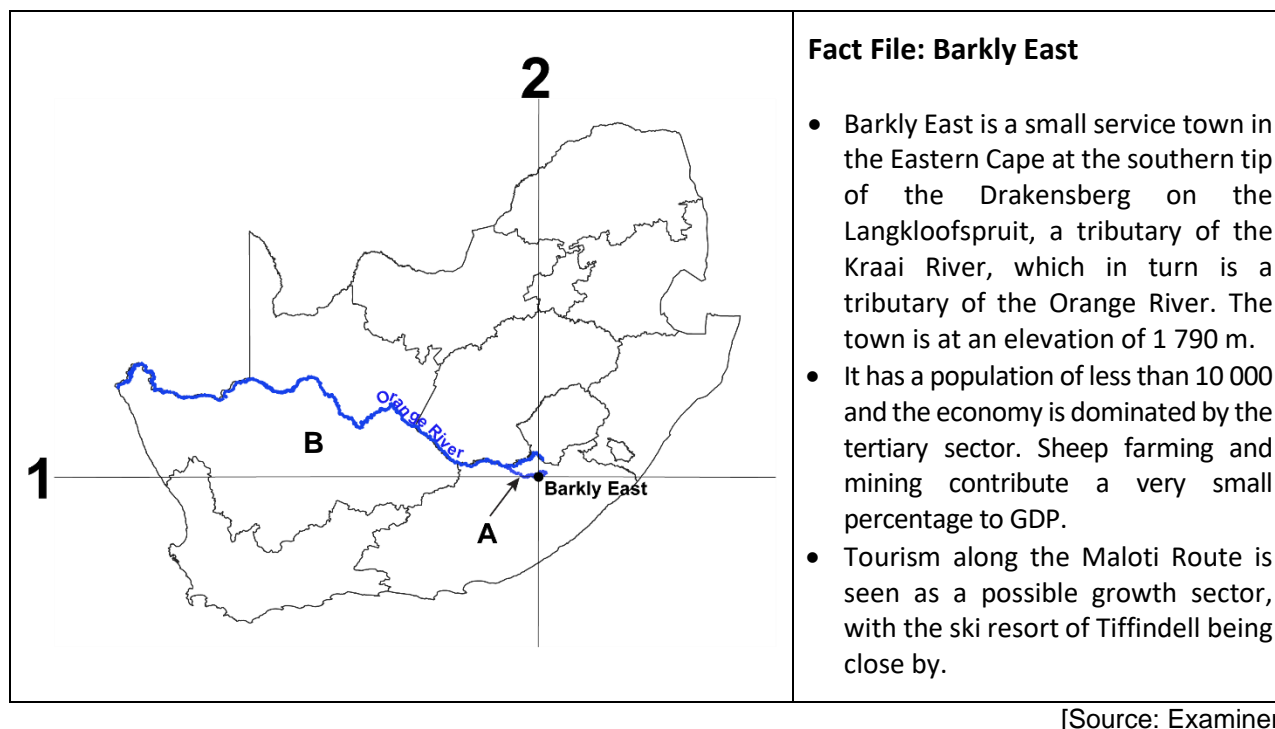 2
1
B
A
Orange River
Barkly East
Fact File: Barkly East
• Barkly East is a small service town in
the Eastern Cape at the southern tip
of the Drakensberg on the
Langkloofspruit, a tributary of the
Kraai River, which in turn is a
tributary of the Orange River. The
town is at an elevation of 1 790 m.
• It has a population of less than 10 000
and the economy is dominated by the
tertiary sector. Sheep farming and
mining contribute a very small
percentage to GDP.
• Tourism along the Maloti Route is
seen as a possible growth sector,
with the ski resort of Tiffindell being
close by.
[Source: Examiner